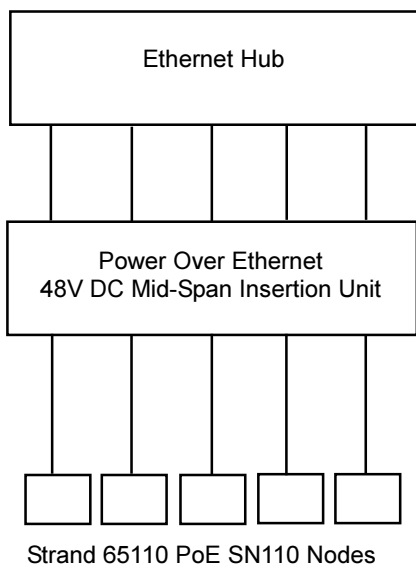 Ethernet Hub
Power Over Ethernet
48V DC Mid-Span Insertion Unit
Strand 65110 PoE SN110 Nodes